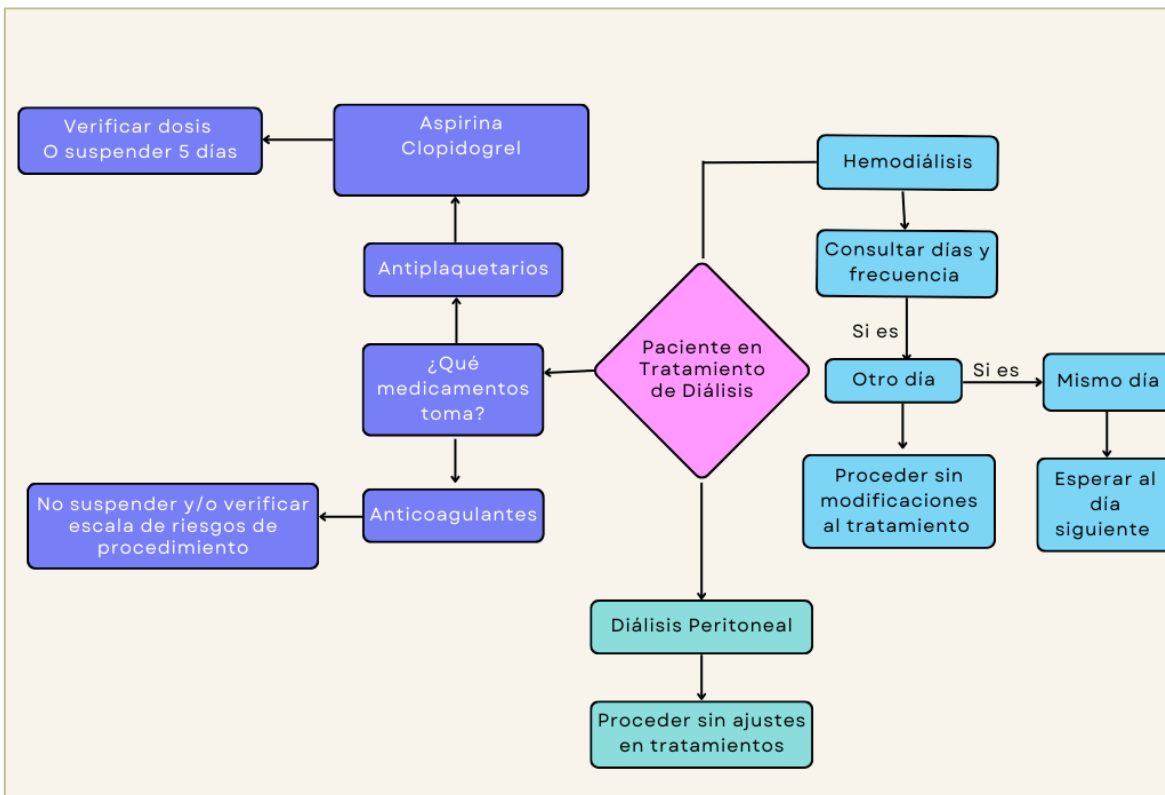 Verificar dosis
O suspender 5 días
Aspirina
Clopidogrel
Antiplaquetarios
¿Qué
medicamentos
toma?
Anticoagulantes
No suspender y/o verificar
escala de riesgos de
procedimiento
Paciente en
Tratamiento
de Diálisis
Hemodiálisis
Consultar días y
frecuencia
Si es
Otro día
Si es
Mismo día
Proceder sin
modificaciones
al tratamiento
Esperar al
día
siguiente
Diálisis Peritoneal
Proceder sin ajustes
en tratamientos